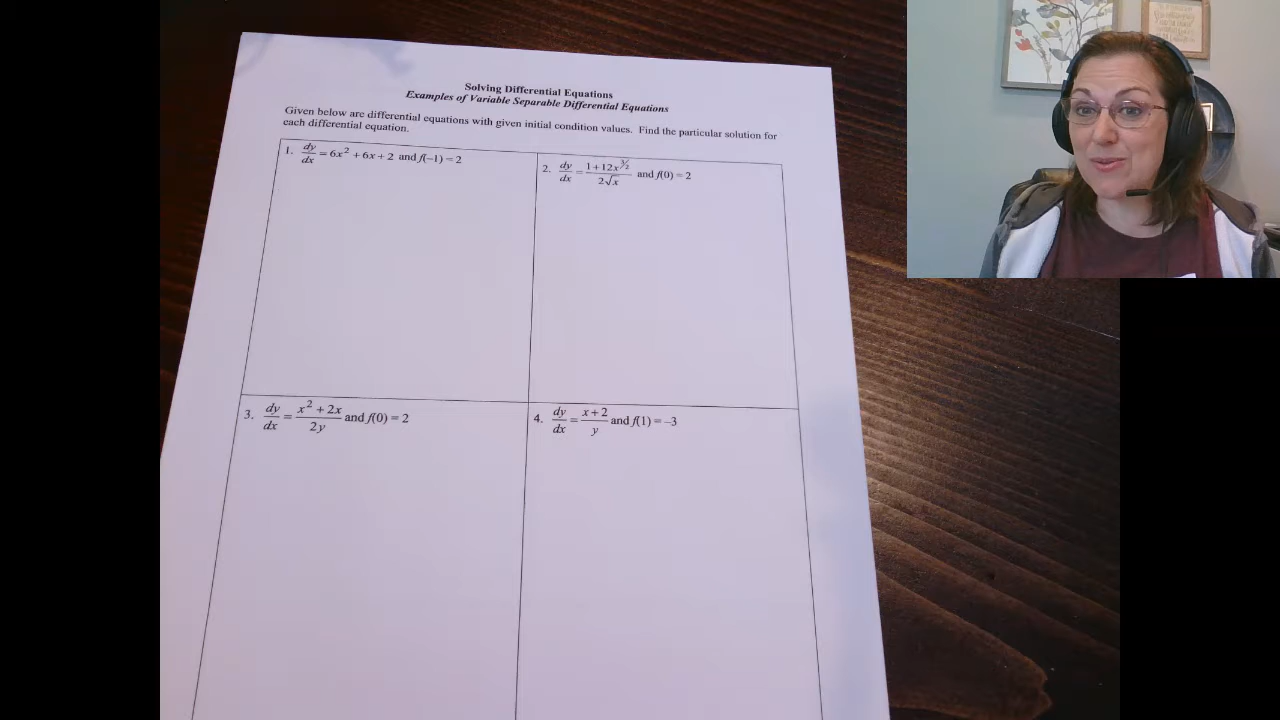 Solving Differential Equations
Examples of Variable Separable Differential Equations
Given below are differential equations with given initial condition values. Find the particular solution for
each differential equation.
1. dy/dx = 6x² + 6x + 2 and f(−1) = 2
2. dy/dx = (1 + 12x^(3/2))/(2√x) and f(0) = 2
3. dy/dx = (x² + 2x)/(2y) and f(0) = 2
4. dy/dx = (x + 2)/y and f(1) = −3